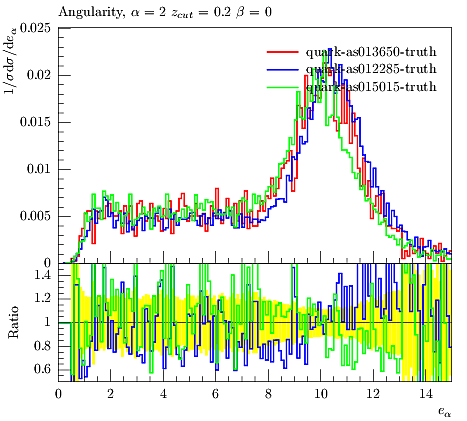 Angularity, α = 2 z_cut = 0.2 β = 0
1/σ dσ/de_α
0.025
0.02
0.015
0.01
0.005
0
quark-as013650-truth
quark-as012285-truth
quark-as015015-truth
Ratio
1.4
1.2
1
0.8
0.6
0 2 4 6 8 10 12 14
e_α